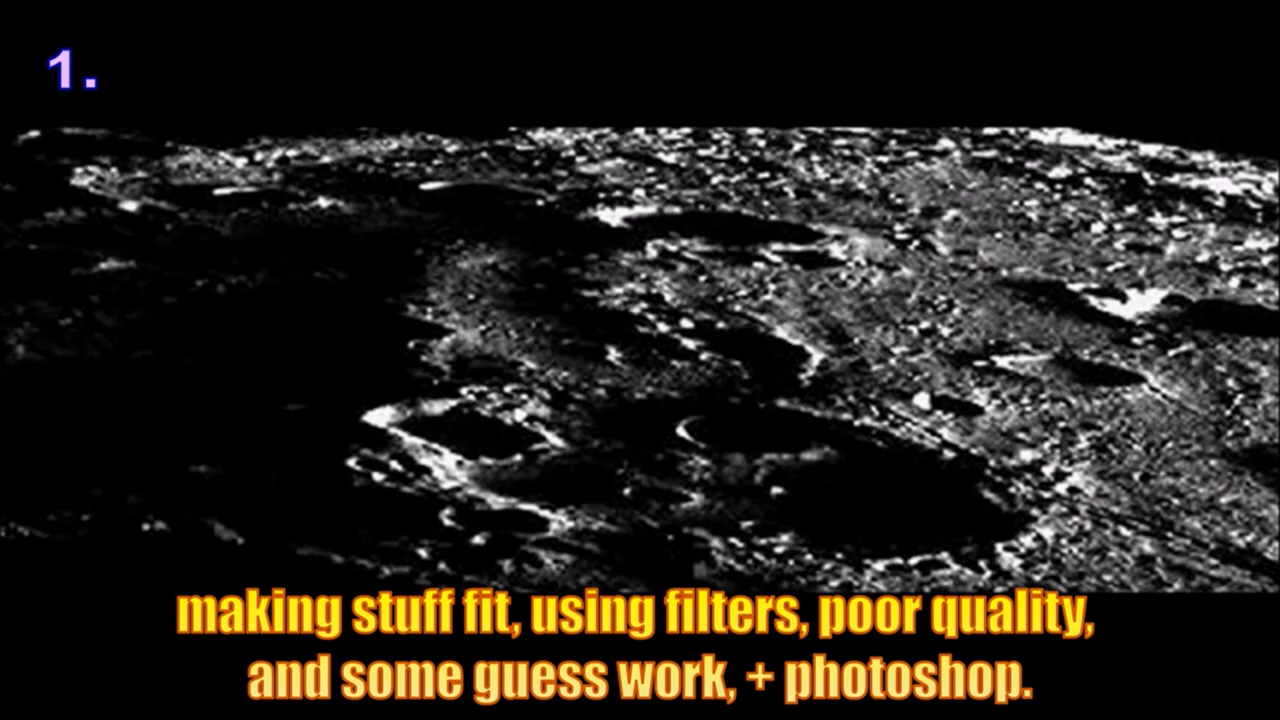 1.
making stuff fit, using filters, poor quality,
and some guess work, + photoshop.